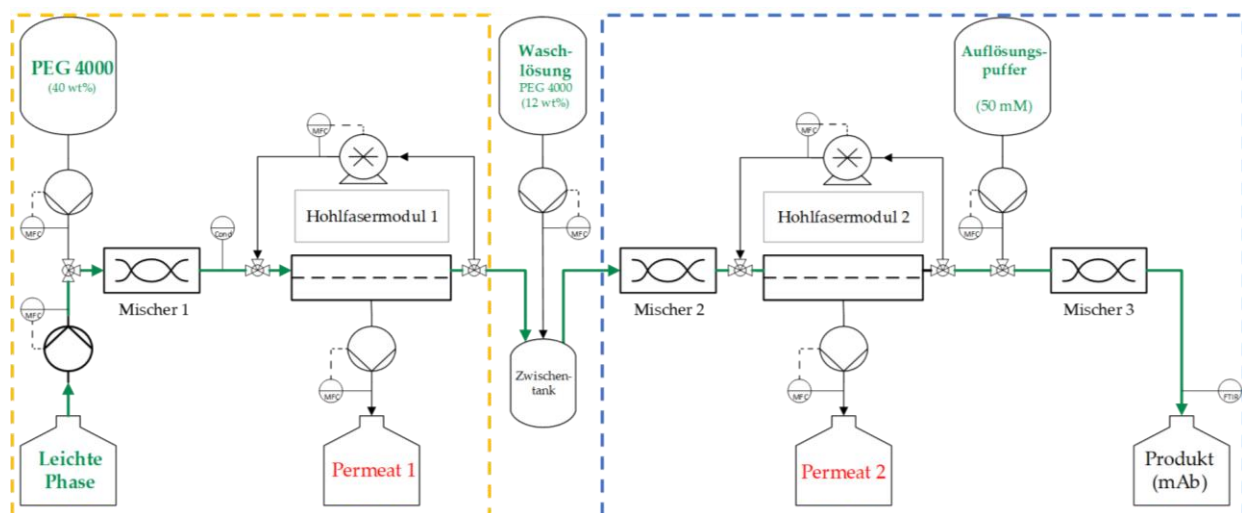 PEG 4000
(40 wt%)
MFC
MFC
Leichte
Phase
Mischer 1
Cond
MFC
Hohlfasermodul 1
MFC
Permeat 1
Wasch-
lösung
PEG 4000
(12 wt%)
MFC
Zwischen-
tank
Mischer 2
MFC
Hohlfasermodul 2
MFC
Permeat 2
Auflösungs-
puffer
(50 mM)
MFC
Mischer 3
FTIR
Produkt
(mAb)